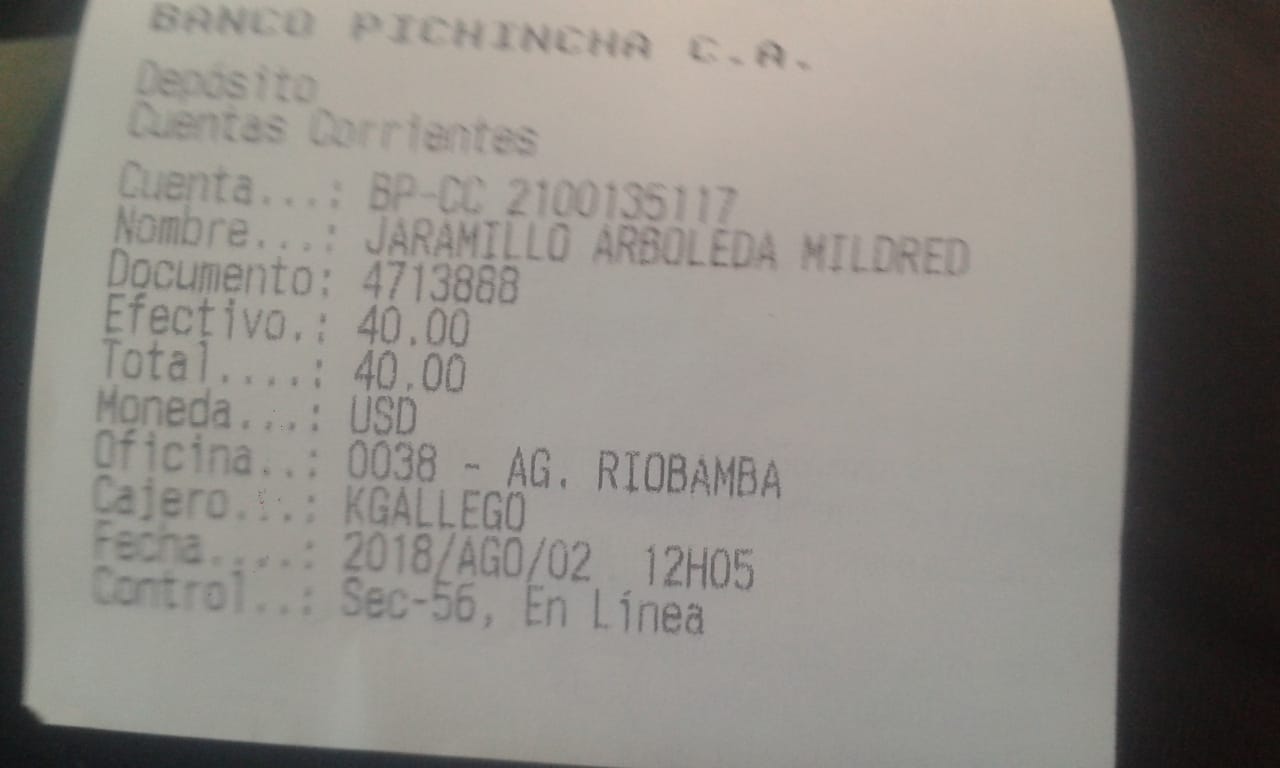 BANCO PICHINCHA C.A.
Depósito
Cuentas Corrientes
Cuenta...: BP-CC 2100135117
Nombre...: JARAMILLO ARBOLEDA MILDRED
Documento: 4713888
Efectivo.: 40.00
Total....: 40.00
Moneda...: USD
Oficina..: 0038 - AG. RIOBAMBA
Cajero...: KGALLEGO
Fecha....: 2018/AGO/02 12H05
Control..: Sec-56, En Línea